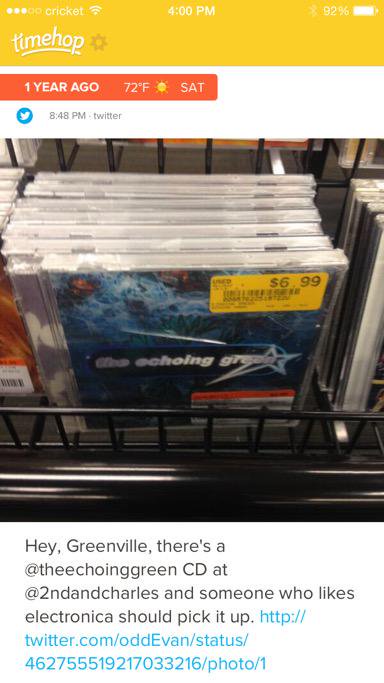 cricket 4:00 PM 92%
timehop
1 YEAR AGO 72°F SAT
8:48 PM · twitter
USED
$6.99
the echoing green
Hey, Greenville, there's a
@theechoinggreen CD at
@2ndandcharles and someone who likes
electronica should pick it up. http://
twitter.com/oddEvan/status/
462755519217033216/photo/1